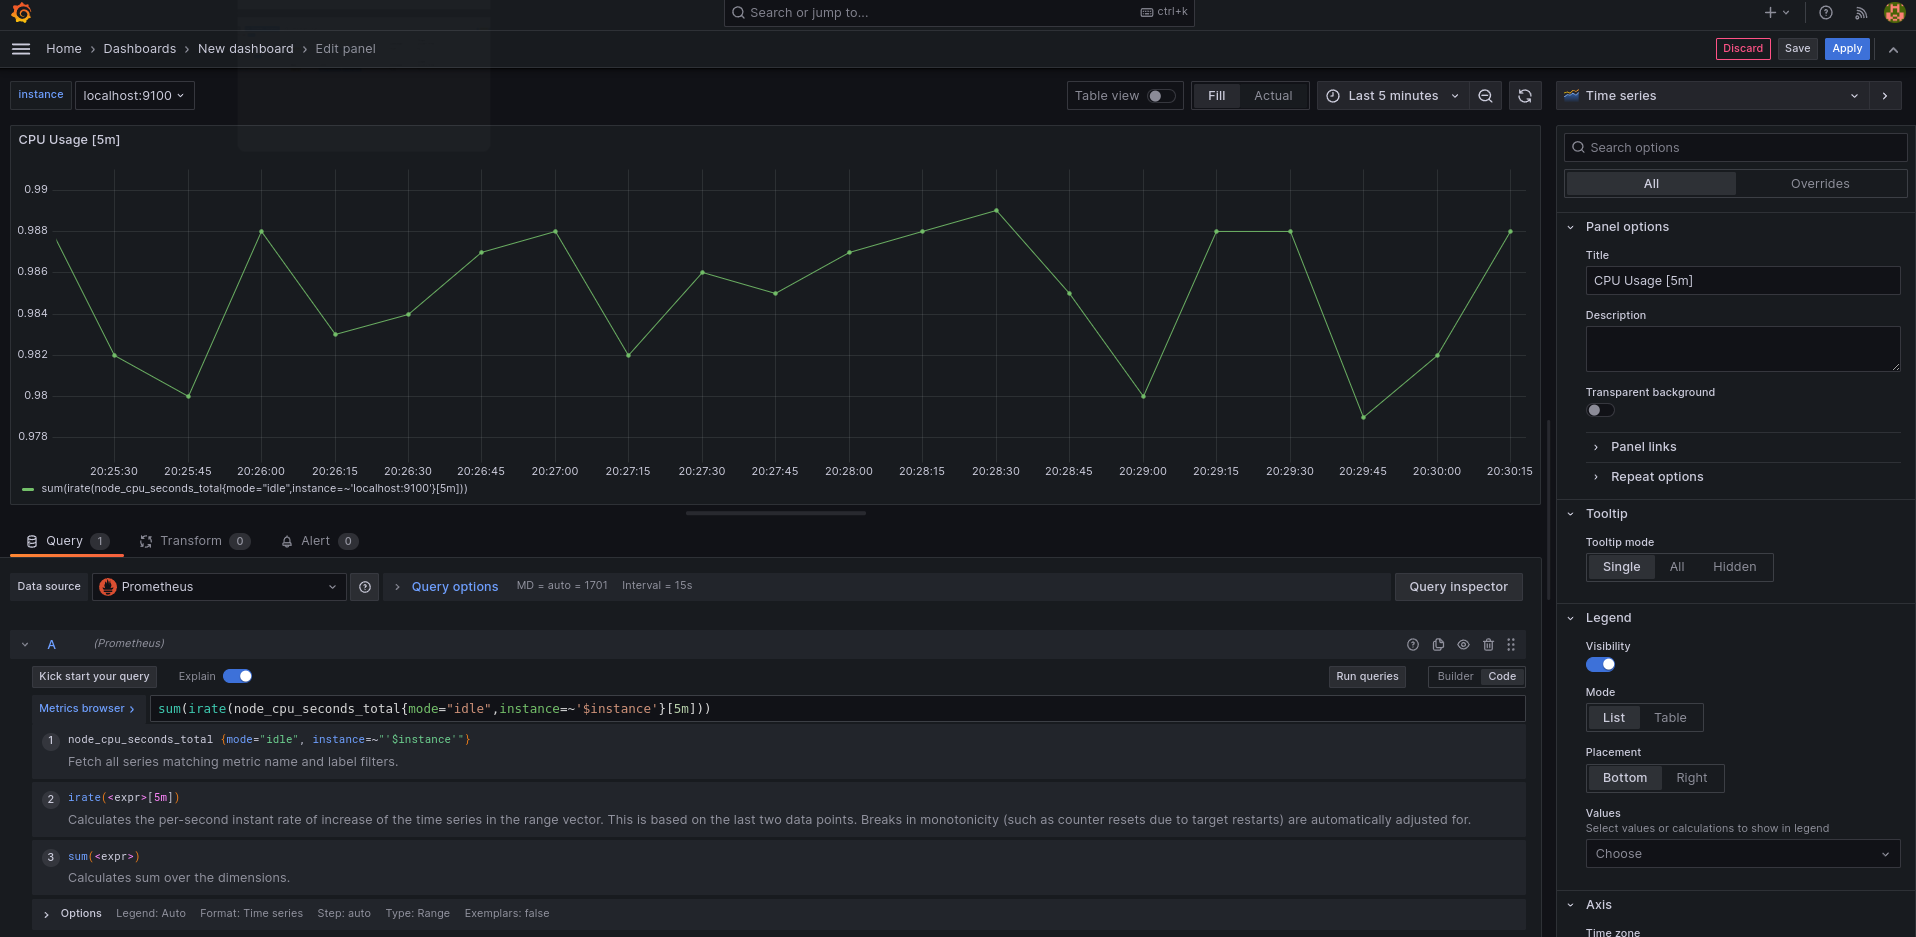 Search or jump to...
ctrl+k
Home › Dashboards › New dashboard › Edit panel
Discard
Save
Apply
instance
localhost:9100
Table view
Fill
Actual
Last 5 minutes
Time series
CPU Usage [5m]
0.99
0.988
0.986
0.984
0.982
0.98
0.978
20:25:30 20:25:45 20:26:00 20:26:15 20:26:30 20:26:45 20:27:00 20:27:15 20:27:30 20:27:45 20:28:00 20:28:15 20:28:30 20:28:45 20:29:00 20:29:15 20:29:30 20:29:45 20:30:00 20:30:15
sum(irate(node_cpu_seconds_total{mode="idle",instance=~'localhost:9100'}[5m]))
Query 1
Transform 0
Alert 0
Data source
Prometheus
Query options
MD = auto = 1701
Interval = 15s
Query inspector
A
(Prometheus)
Kick start your query
Explain
Run queries
Builder
Code
Metrics browser ›
sum(irate(node_cpu_seconds_total{mode="idle",instance=~'$instance'}[5m]))
1 node_cpu_seconds_total {mode="idle", instance=~"'$instance'"}
Fetch all series matching metric name and label filters.
2 irate(<expr>[5m])
Calculates the per-second instant rate of increase of the time series in the range vector. This is based on the last two data points. Breaks in monotonicity (such as counter resets due to target restarts) are automatically adjusted for.
3 sum(<expr>)
Calculates sum over the dimensions.
Options
Legend: Auto
Format: Time series
Step: auto
Type: Range
Exemplars: false
Search options
All
Overrides
Panel options
Title
CPU Usage [5m]
Description
Transparent background
Panel links
Repeat options
Tooltip
Tooltip mode
Single
All
Hidden
Legend
Visibility
Mode
List
Table
Placement
Bottom
Right
Values
Select values or calculations to show in legend
Choose
Axis
Time zone